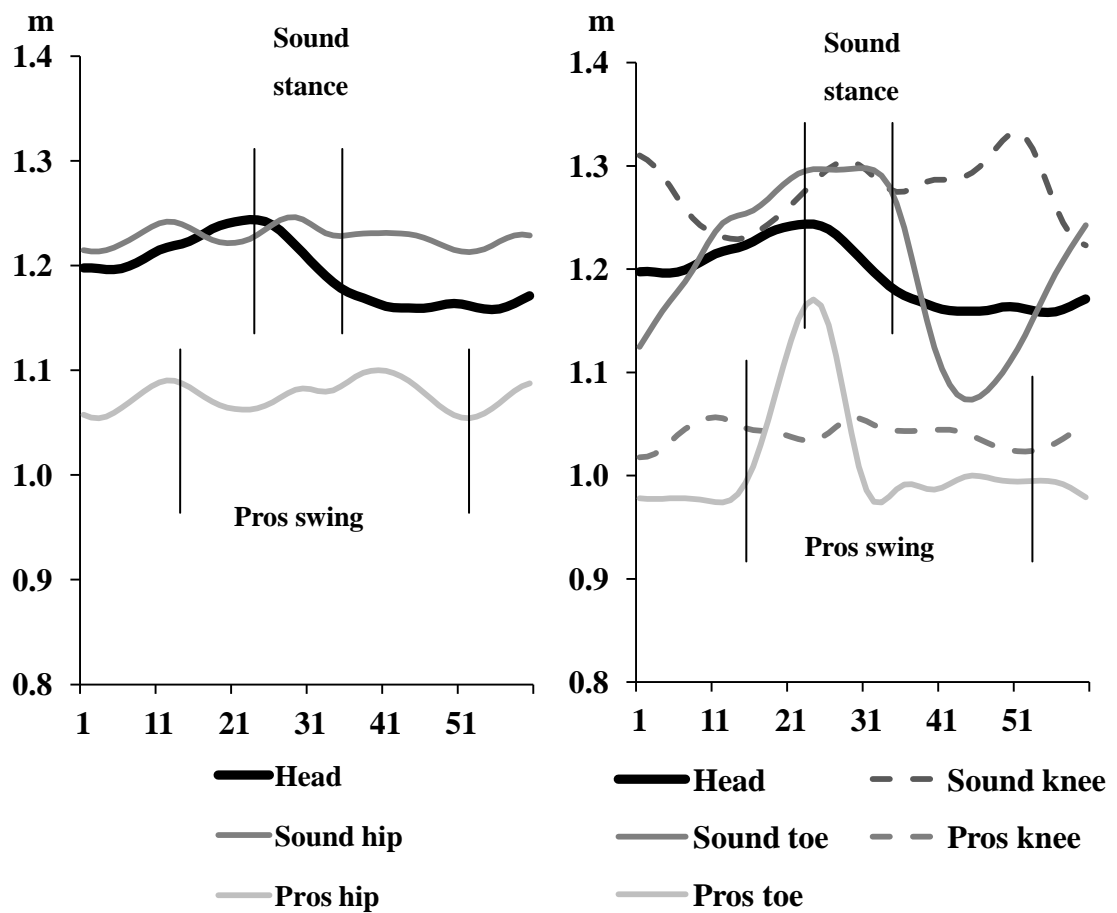 m
Sound
stance
1.4
1.3
1.2
1.1
1.0
0.9
0.8
Pros swing
1 11 21 31 41 51
Head
Sound hip
Pros hip
m
Sound
stance
1.4
1.3
1.2
1.1
1.0
0.9
0.8
Pros swing
1 11 21 31 41 51
Head Sound knee
Sound toe Pros knee
Pros toe